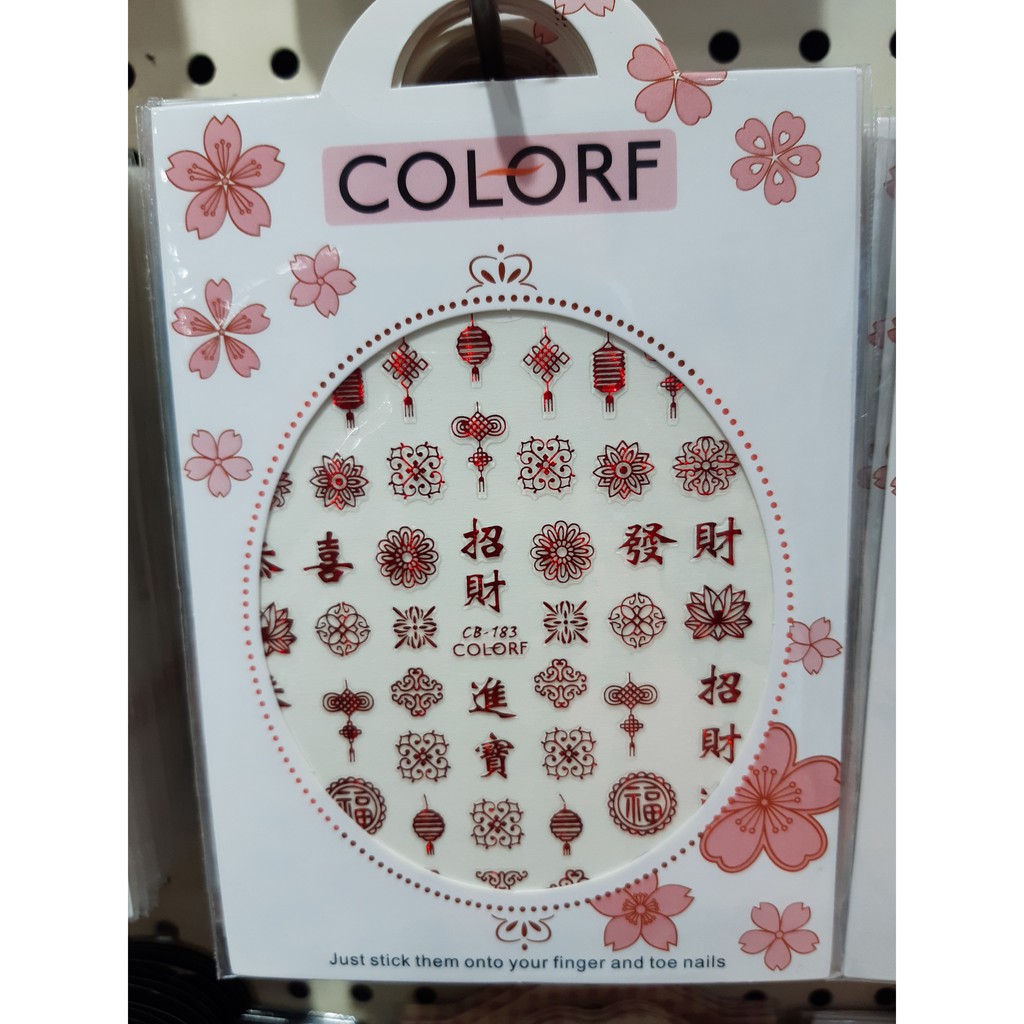 COLORF
喜
招
財
發財
CB-183
COLORF
進
寶
招
財
福
福
Just stick them onto your finger and toe nails